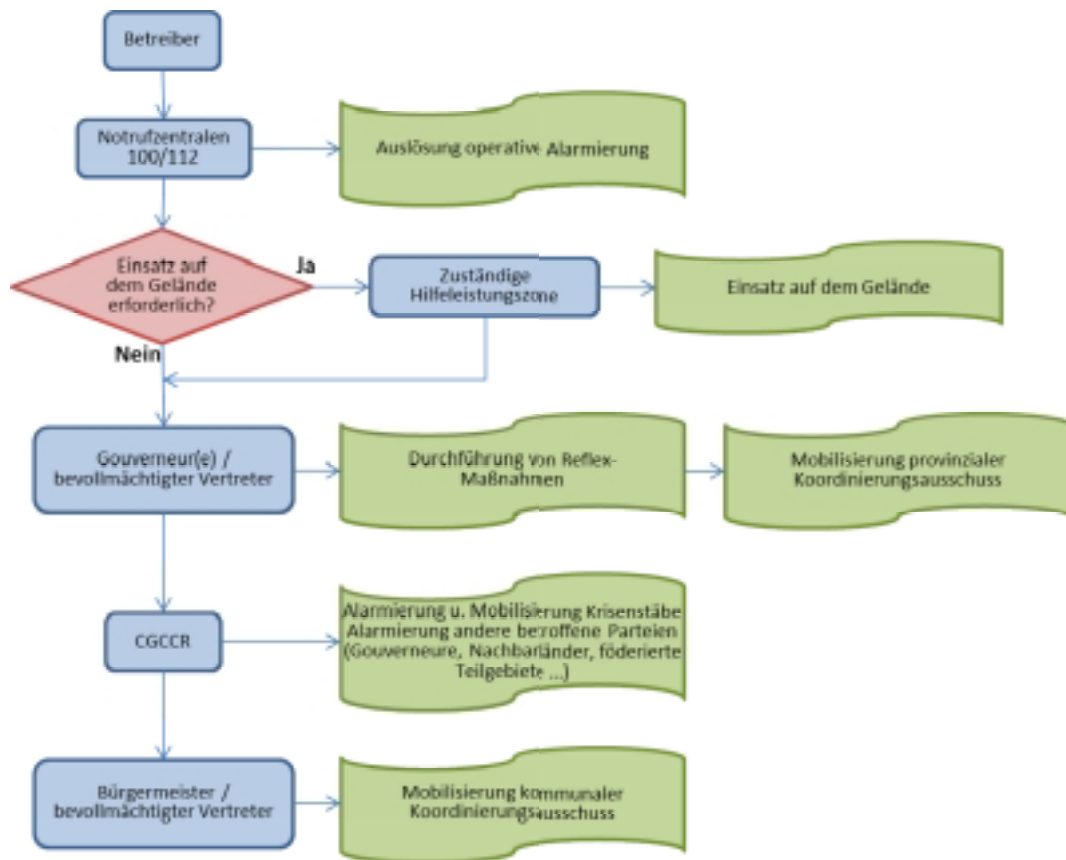 Betreiber
Notrufzentralen
100/112
Auslösung operative Alarmierung
Einsatz auf
dem Gelände
erforderlich?
Ja
Zuständige
Hilfeleistungszone
Einsatz auf dem Gelände
Nein
Gouverneur(e) /
bevollmächtigter Vertreter
Durchführung von Reflex-
Maßnahmen
Mobilisierung provinzialer
Koordinierungsausschuss
CGCCR
Alarmierung u. Mobilisierung Krisenstäbe
Alarmierung andere betroffene Parteien
(Gouverneure, Nachbarländer, föderierte
Teilgebiete ...)
Bürgermeister /
bevollmächtigter Vertreter
Mobilisierung kommunaler
Koordinierungsausschuss